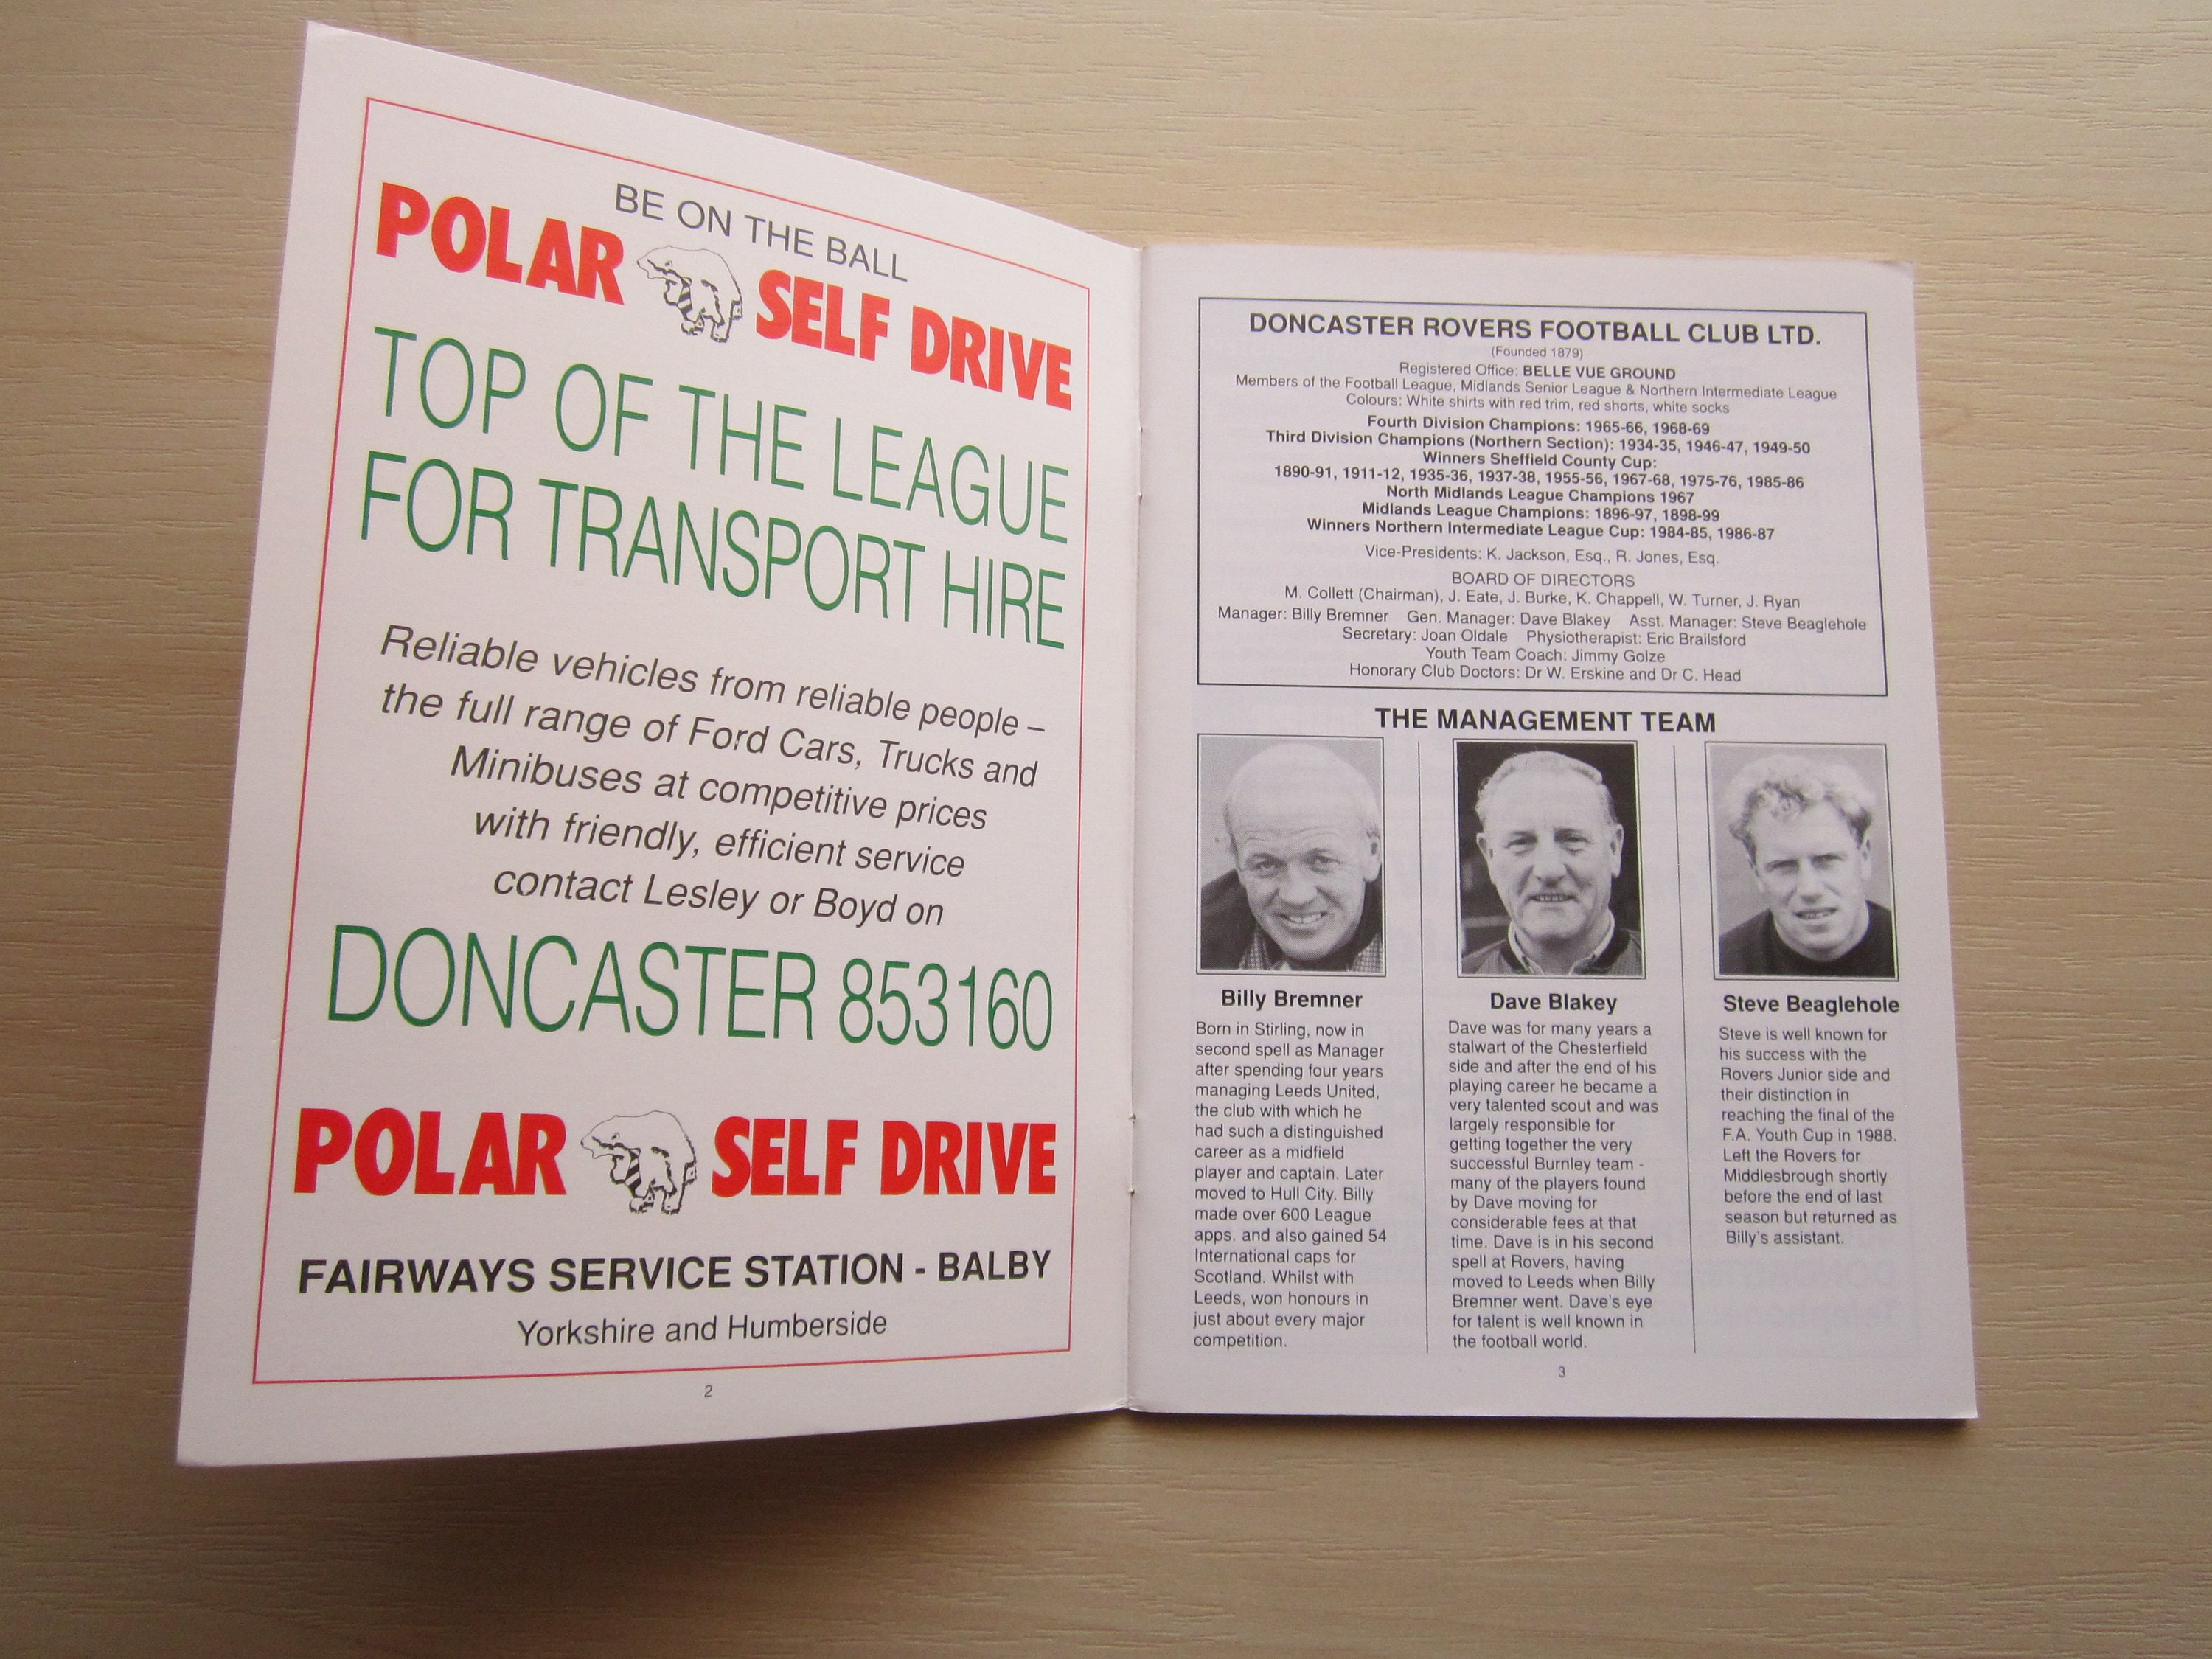 BE ON THE BALL
POLAR SELF DRIVE
TOP OF THE LEAGUE
FOR TRANSPORT HIRE
Reliable vehicles from reliable people –
the full range of Ford Cars, Trucks and
Minibuses at competitive prices
with friendly, efficient service
contact Lesley or Boyd on
DONCASTER 853160
POLAR SELF DRIVE
FAIRWAYS SERVICE STATION - BALBY
Yorkshire and Humberside
2
DONCASTER ROVERS FOOTBALL CLUB LTD.
(Founded 1879)
Registered Office: BELLE VUE GROUND
Members of the Football League, Midlands Senior League & Northern Intermediate League
Colours: White shirts with red trim, red shorts, white socks
Fourth Division Champions: 1965-66, 1968-69
Third Division Champions (Northern Section): 1934-35, 1946-47, 1949-50
Winners Sheffield County Cup:
1890-91, 1911-12, 1935-36, 1937-38, 1955-56, 1967-68, 1975-76, 1985-86
North Midlands League Champions 1967
Midlands League Champions: 1896-97, 1898-99
Winners Northern Intermediate League Cup: 1984-85, 1986-87
Vice-Presidents: K. Jackson, Esq., R. Jones, Esq.
BOARD OF DIRECTORS
M. Collett (Chairman), J. Eate, J. Burke, K. Chappell, W. Turner, J. Ryan
Manager: Billy Bremner Gen. Manager: Dave Blakey Asst. Manager: Steve Beaglehole
Secretary: Joan Oldale Physiotherapist: Eric Brailsford
Youth Team Coach: Jimmy Golze
Honorary Club Doctors: Dr W. Erskine and Dr C. Head
THE MANAGEMENT TEAM
Billy Bremner
Born in Stirling, now in
second spell as Manager
after spending four years
managing Leeds United,
the club with which he
had such a distinguished
career as a midfield
player and captain. Later
moved to Hull City. Billy
made over 600 League
apps. and also gained 54
International caps for
Scotland. Whilst with
Leeds, won honours in
just about every major
competition.
Dave Blakey
Dave was for many years a
stalwart of the Chesterfield
side and after the end of his
playing career he became a
very talented scout and was
largely responsible for
getting together the very
successful Burnley team -
many of the players found
by Dave moving for
considerable fees at that
time. Dave is in his second
spell at Rovers, having
moved to Leeds when Billy
Bremner went. Dave's eye
for talent is well known in
the football world.
Steve Beaglehole
Steve is well known for
his success with the
Rovers Junior side and
their distinction in
reaching the final of the
F.A. Youth Cup in 1988.
Left the Rovers for
Middlesbrough shortly
before the end of last
season but returned as
Billy's assistant.
3